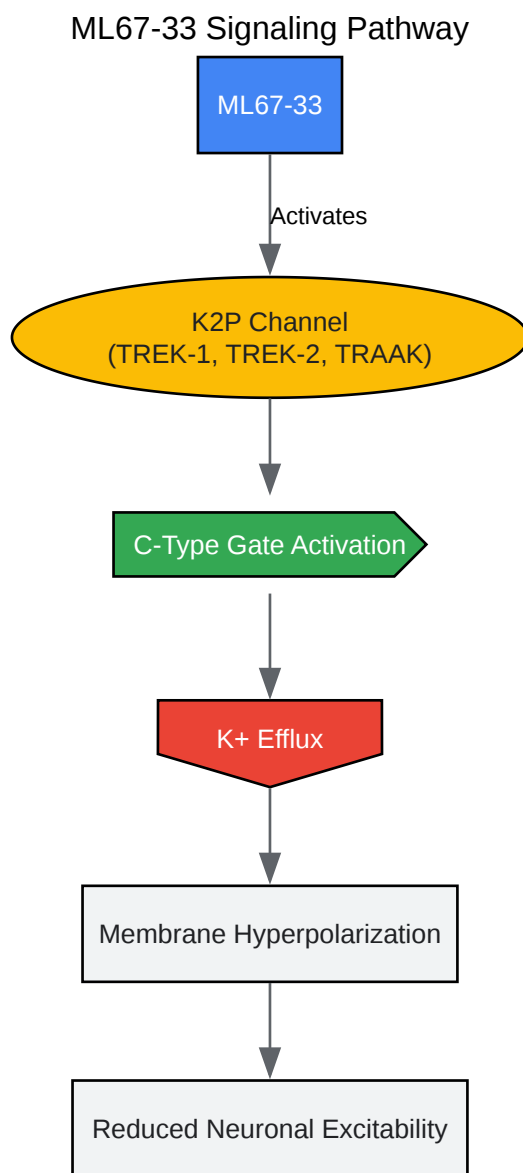 ML67-33 Signaling Pathway
ML67-33
Activates
K2P Channel
(TREK-1, TREK-2, TRAAK)
C-Type Gate Activation
K+ Efflux
Membrane Hyperpolarization
Reduced Neuronal Excitability